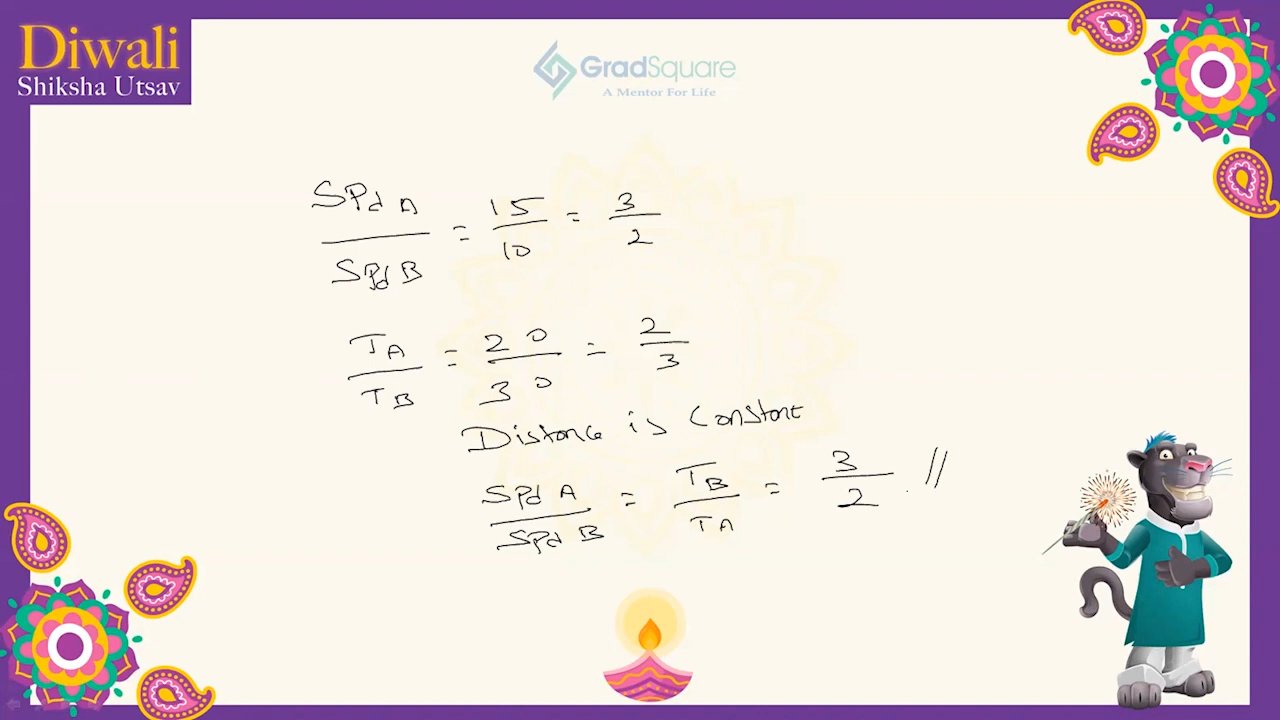 Diwali
Shiksha Utsav
GradSquare
A Mentor For Life
Spd A / Spd B = 15 / 10 = 3 / 2
TA / TB = 20 / 30 = 2 / 3
Distance is Constant
Spd A / Spd B = TB / TA = 3 / 2 . //